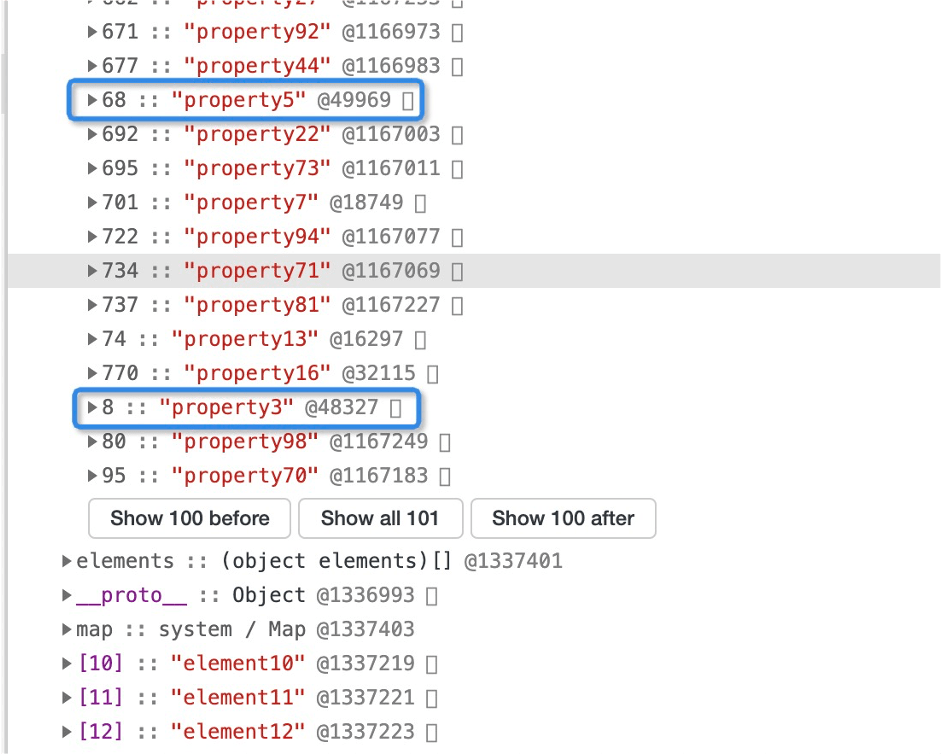 ▶671 :: "property92" @1166973
▶677 :: "property44" @1166983
▶68 :: "property5" @49969
▶692 :: "property22" @1167003
▶695 :: "property73" @1167011
▶701 :: "property7" @18749
▶722 :: "property94" @1167077
▶734 :: "property71" @1167069
▶737 :: "property81" @1167227
▶74 :: "property13" @16297
▶770 :: "property16" @32115
▶8 :: "property3" @48327
▶80 :: "property98" @1167249
▶95 :: "property70" @1167183
Show 100 before Show all 101 Show 100 after
▶elements :: (object elements)[] @1337401
▶__proto__ :: Object @1336993
▶map :: system / Map @1337403
▶[10] :: "element10" @1337219
▶[11] :: "element11" @1337221
▶[12] :: "element12" @1337223